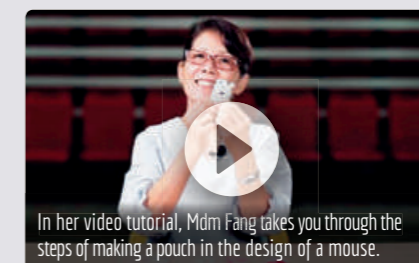 In her video tutorial, Mdm Fang takes you through the
steps of making a pouch in the design of a mouse.